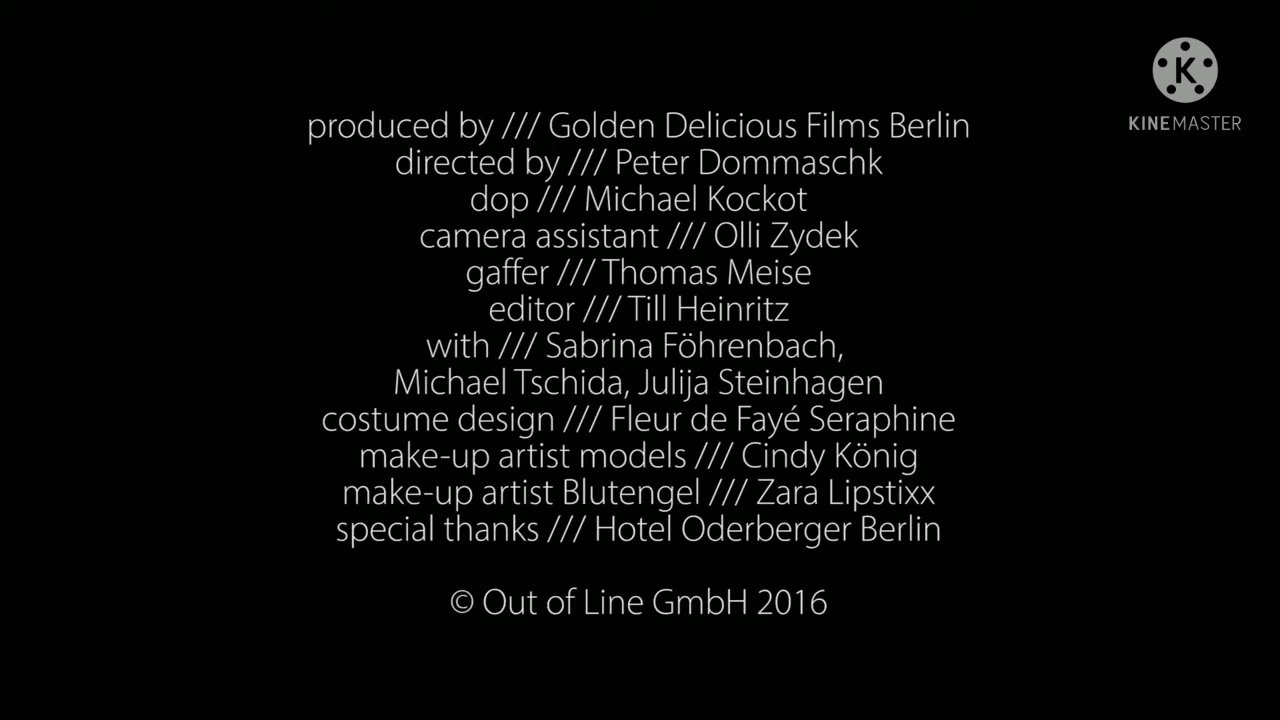 produced by /// Golden Delicious Films Berlin
directed by /// Peter Dommaschk
dop /// Michael Kockot
camera assistant /// Olli Zydek
gaffer /// Thomas Meise
editor /// Till Heinritz
with /// Sabrina Föhrenbach,
Michael Tschida, Julija Steinhagen
costume design /// Fleur de Fayé Seraphine
make-up artist models /// Cindy König
make-up artist Blutengel /// Zara Lipstixx
special thanks /// Hotel Oderberger Berlin
© Out of Line GmbH 2016
K
KINEMASTER